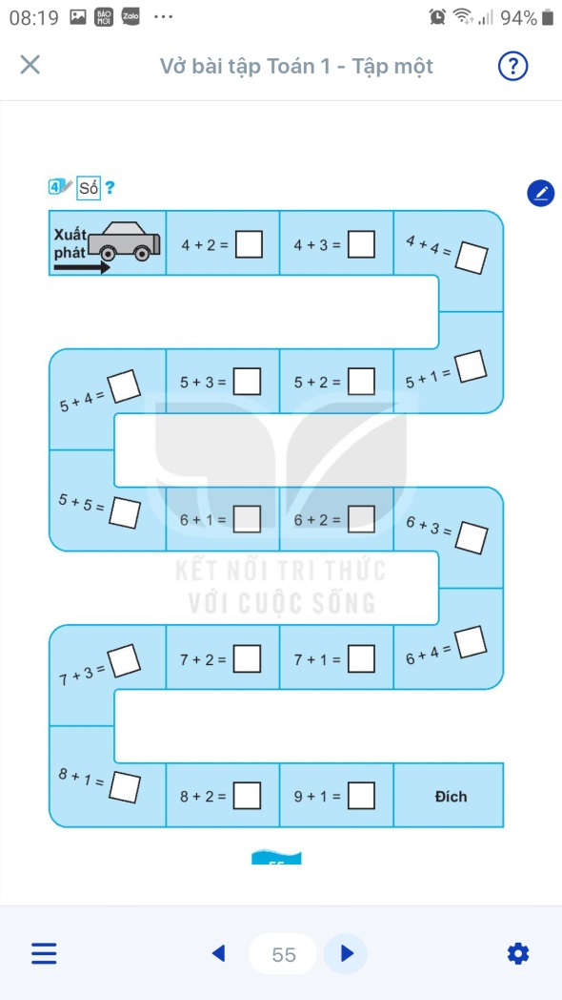 08:19 BÁO MỚI Zalo ... 94%
Vở bài tập Toán 1 - Tập một ?
4 Số ?
Xuất phát
4 + 2 =
4 + 3 =
4 + 4 =
5 + 1 =
5 + 2 =
5 + 3 =
5 + 4 =
5 + 5 =
6 + 1 =
6 + 2 =
6 + 3 =
KẾT NỐI TRI THỨC
VỚI CUỘC SỐNG
6 + 4 =
7 + 1 =
7 + 2 =
7 + 3 =
8 + 1 =
8 + 2 =
9 + 1 =
Đích
55
55